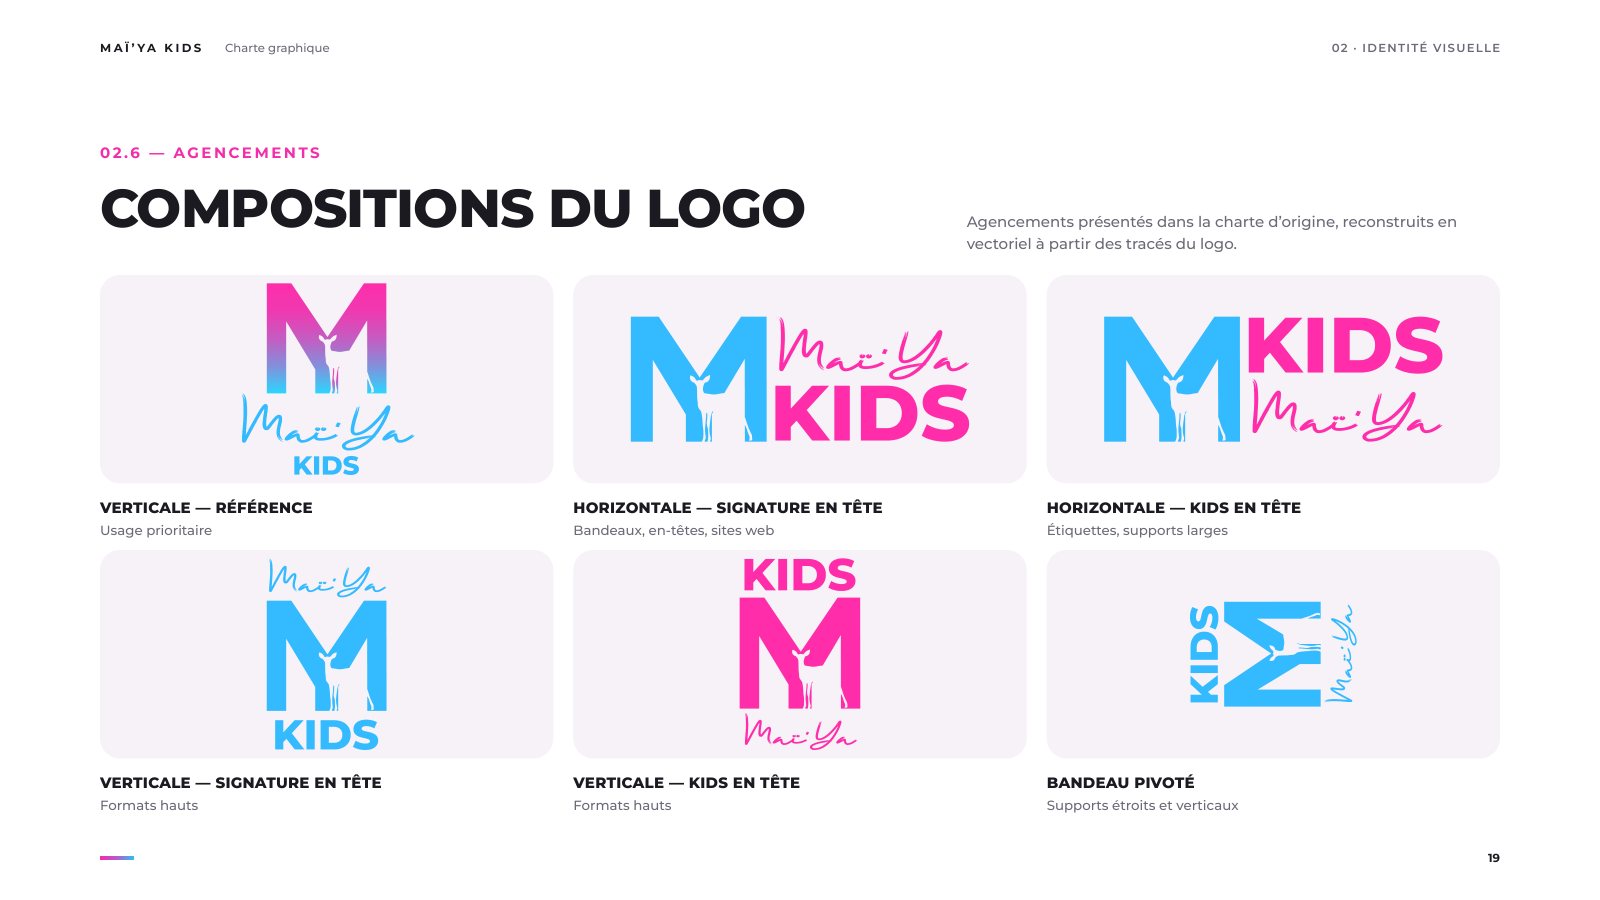 MAÏ’YA KIDS Charte graphique
02 · IDENTITÉ VISUELLE
02.6 — AGENCEMENTS
COMPOSITIONS DU LOGO
Agencements présentés dans la charte d’origine, reconstruits en
vectoriel à partir des tracés du logo.
M
Maï·Ya
KIDS
VERTICALE — RÉFÉRENCE
Usage prioritaire
M
Maï·Ya
KIDS
HORIZONTALE — SIGNATURE EN TÊTE
Bandeaux, en-têtes, sites web
M
KIDS
Maï·Ya
HORIZONTALE — KIDS EN TÊTE
Étiquettes, supports larges
Maï·Ya
M
KIDS
VERTICALE — SIGNATURE EN TÊTE
Formats hauts
KIDS
M
Maï·Ya
VERTICALE — KIDS EN TÊTE
Formats hauts
KIDS
M
Maï·Ya
BANDEAU PIVOTÉ
Supports étroits et verticaux
19